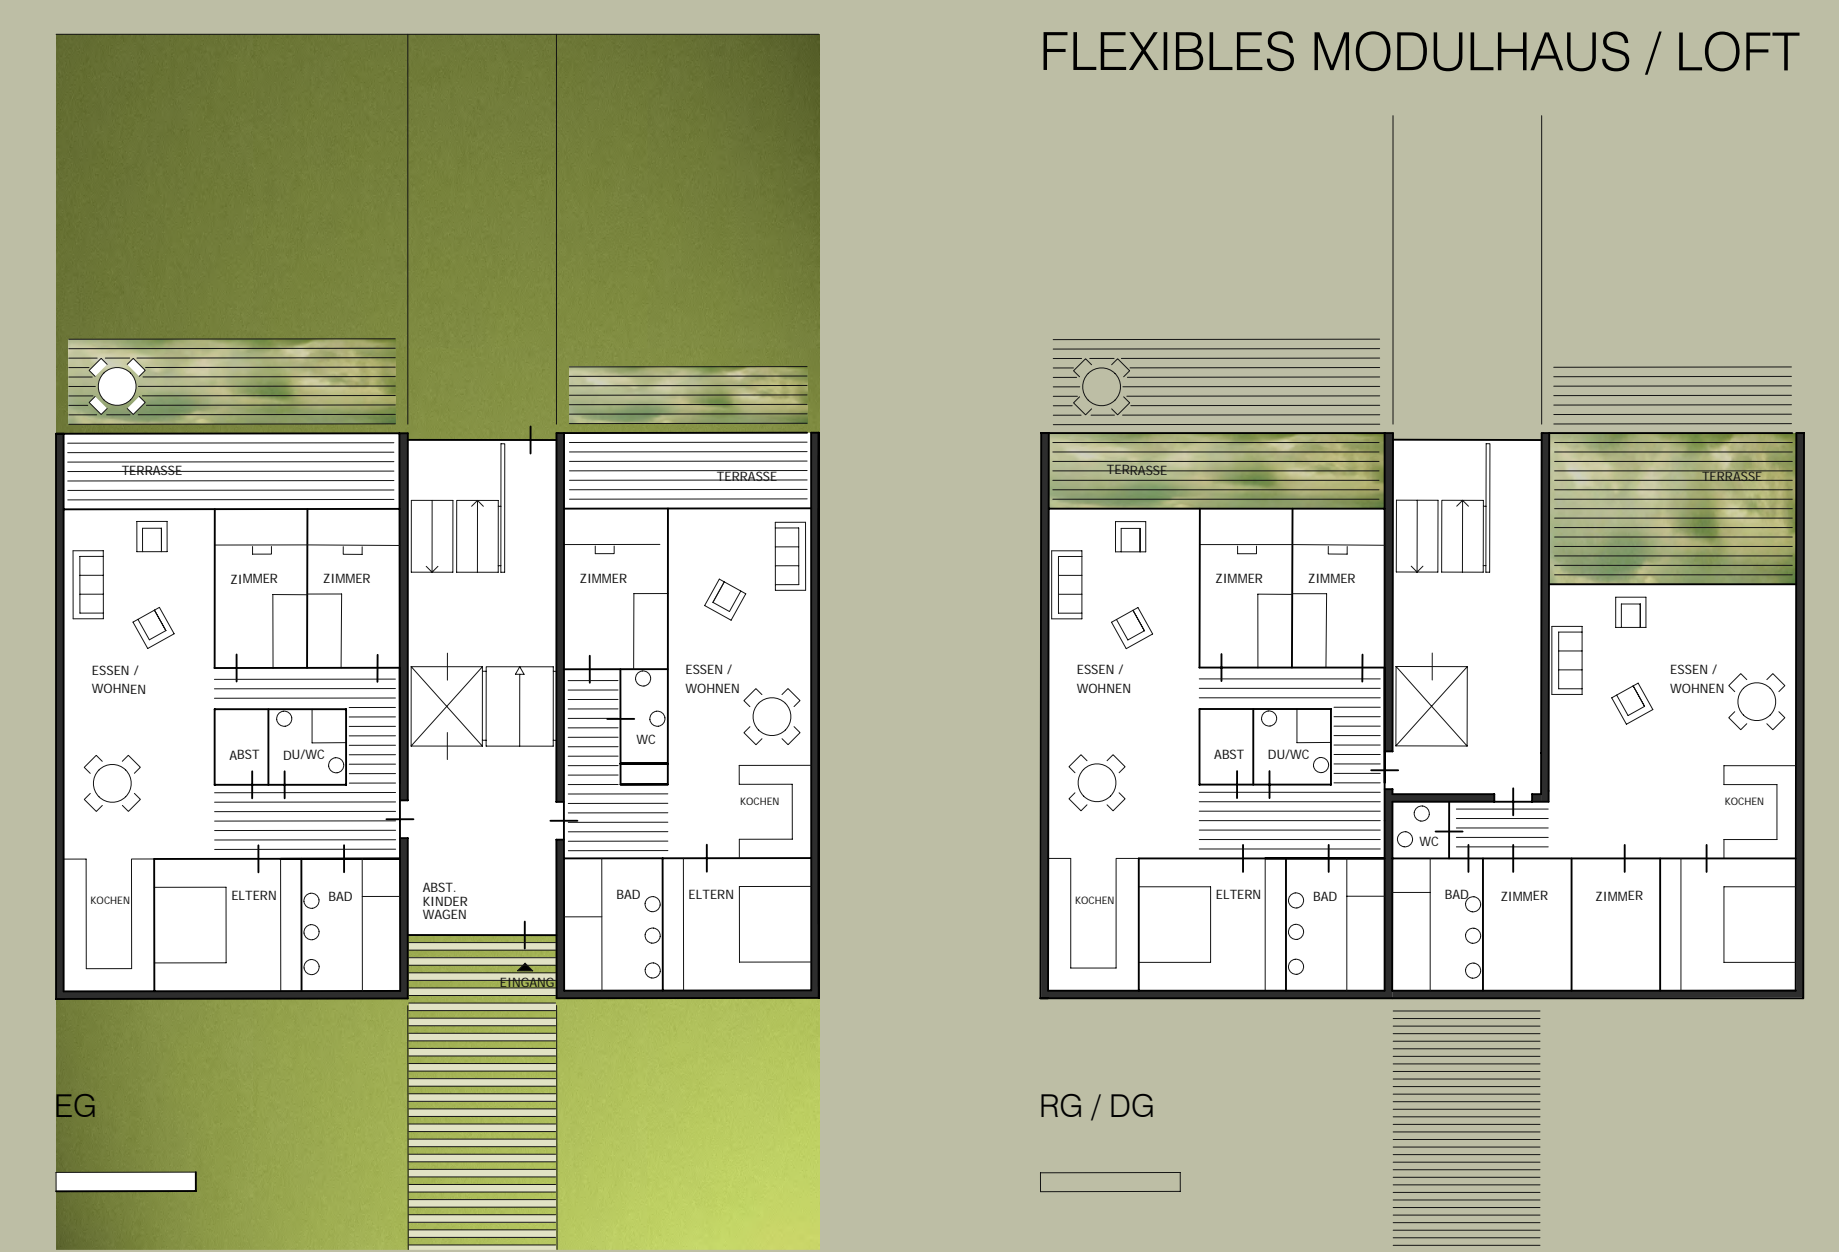 FLEXIBLES MODULHAUS / LOFT
TERRASSE
TERRASSE
ZIMMER
ZIMMER
ZIMMER
ESSEN /
WOHNEN
ESSEN /
WOHNEN
ABST
DU/WC
WC
KOCHEN
KOCHEN
ELTERN
BAD
ABST.
KINDER
WAGEN
BAD
ELTERN
EINGANG
EG
TERRASSE
TERRASSE
ZIMMER
ZIMMER
ESSEN /
WOHNEN
ESSEN /
WOHNEN
ABST
DU/WC
KOCHEN
WC
KOCHEN
ELTERN
BAD
BAD
ZIMMER
ZIMMER
RG / DG